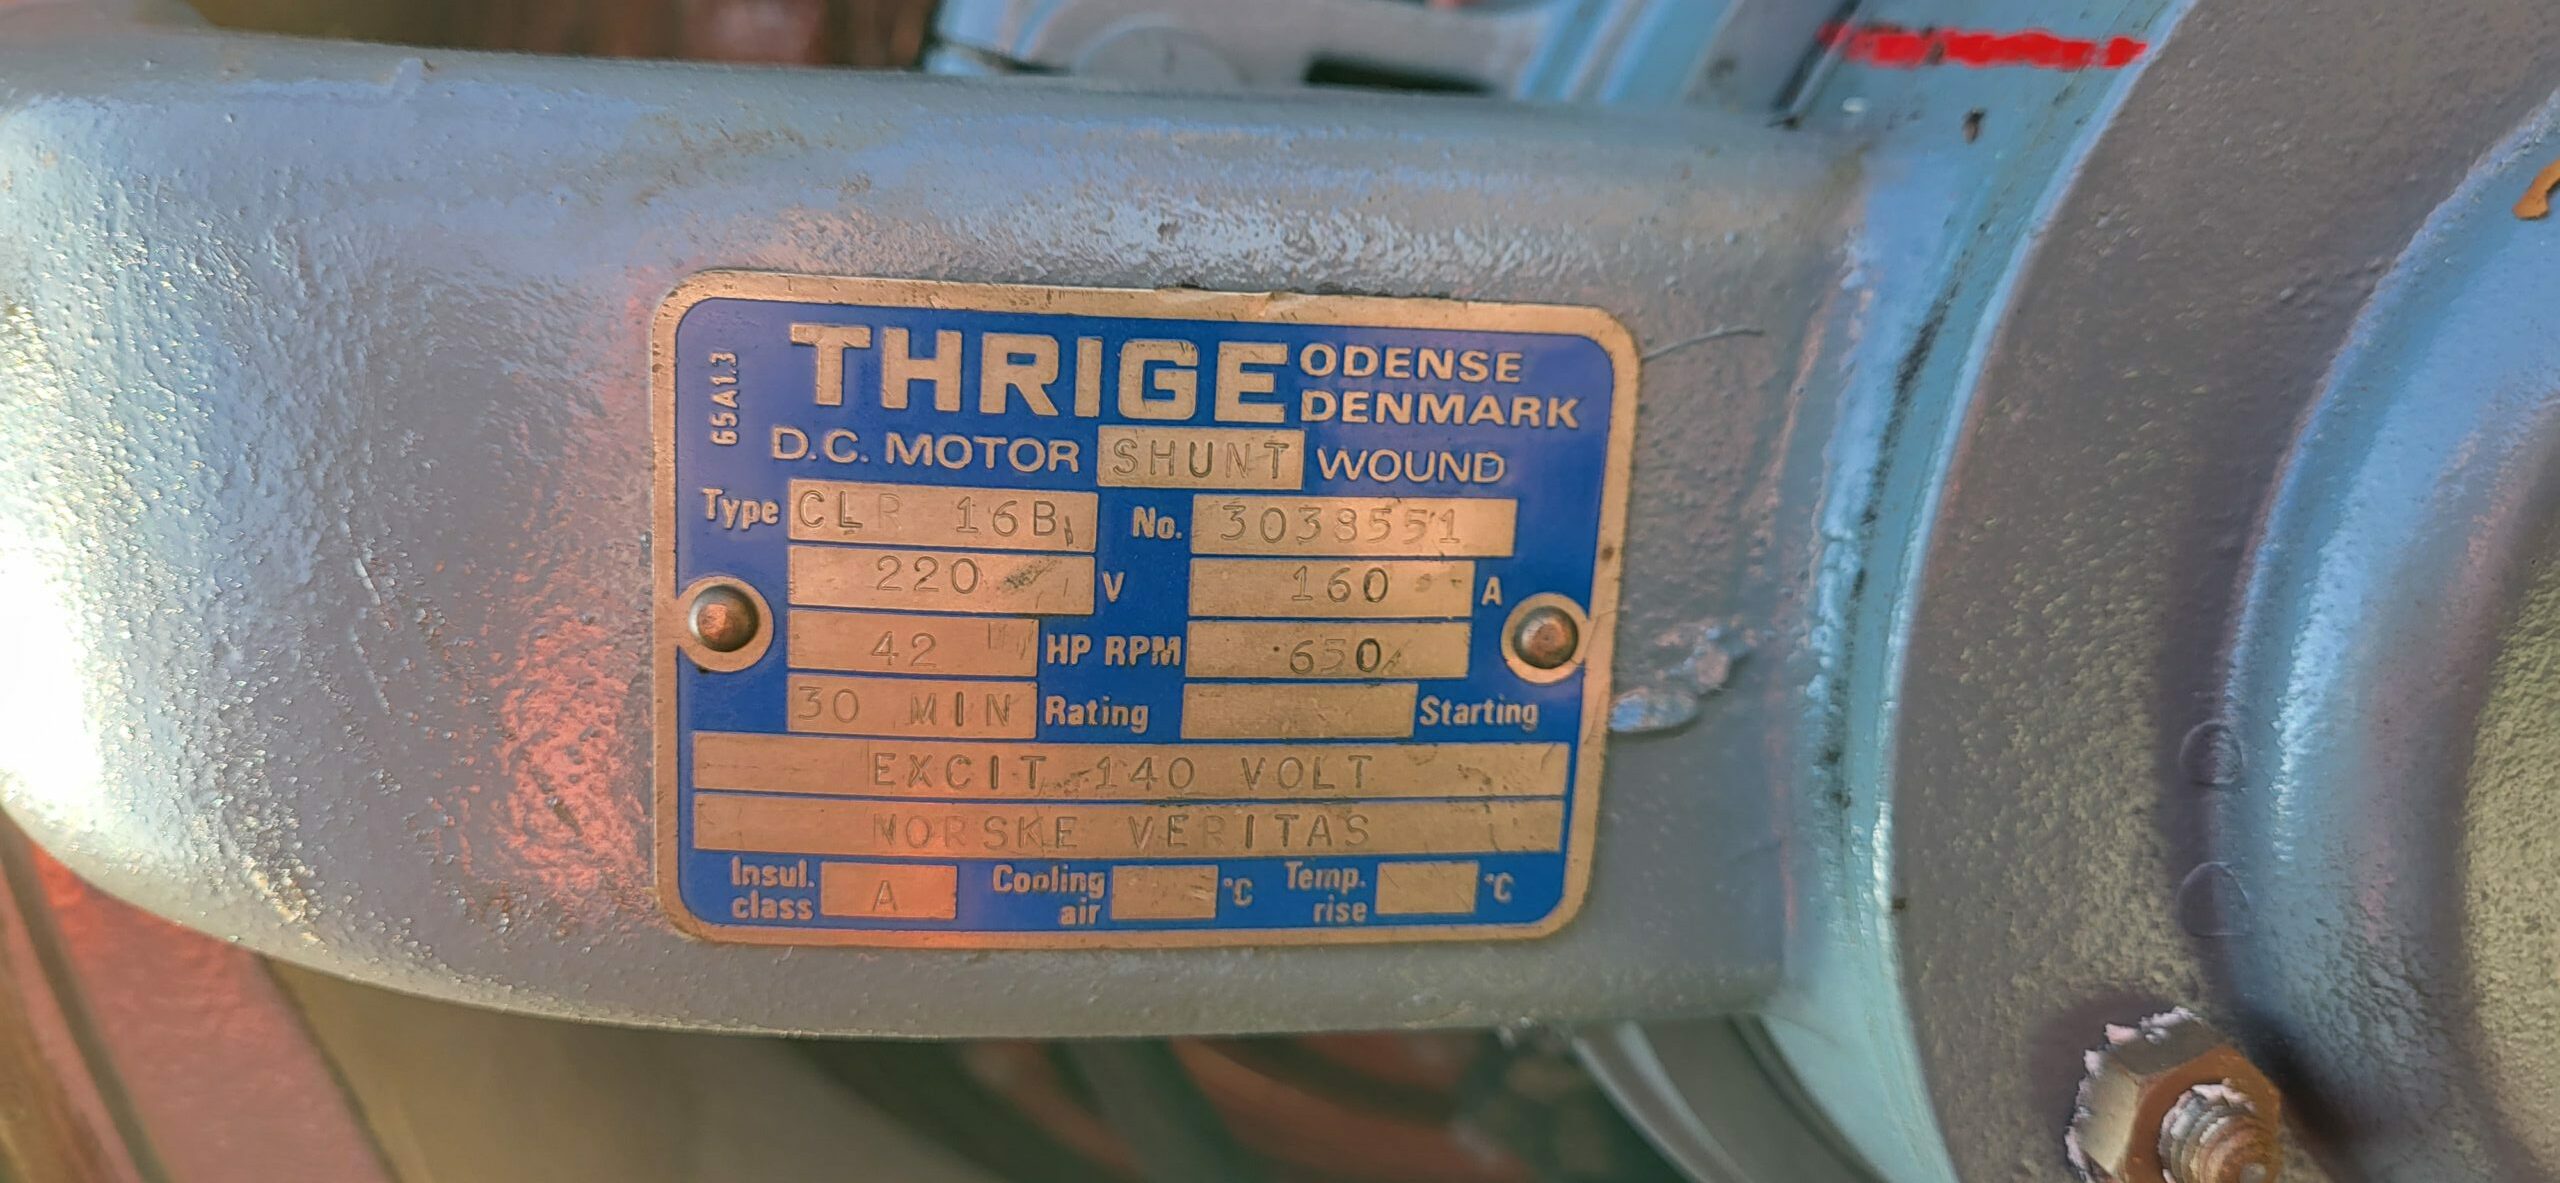 THRIGE ODENSE DENMARK
65A1.3
D.C. MOTOR SHUNT WOUND
Type CLR 16B No. 3038551
220 V 160 A
42 HP RPM 650
30 MIN Rating Starting
EXCIT 140 VOLT
NORSKE VERITAS
Insul. class A Cooling air °C Temp. rise °C